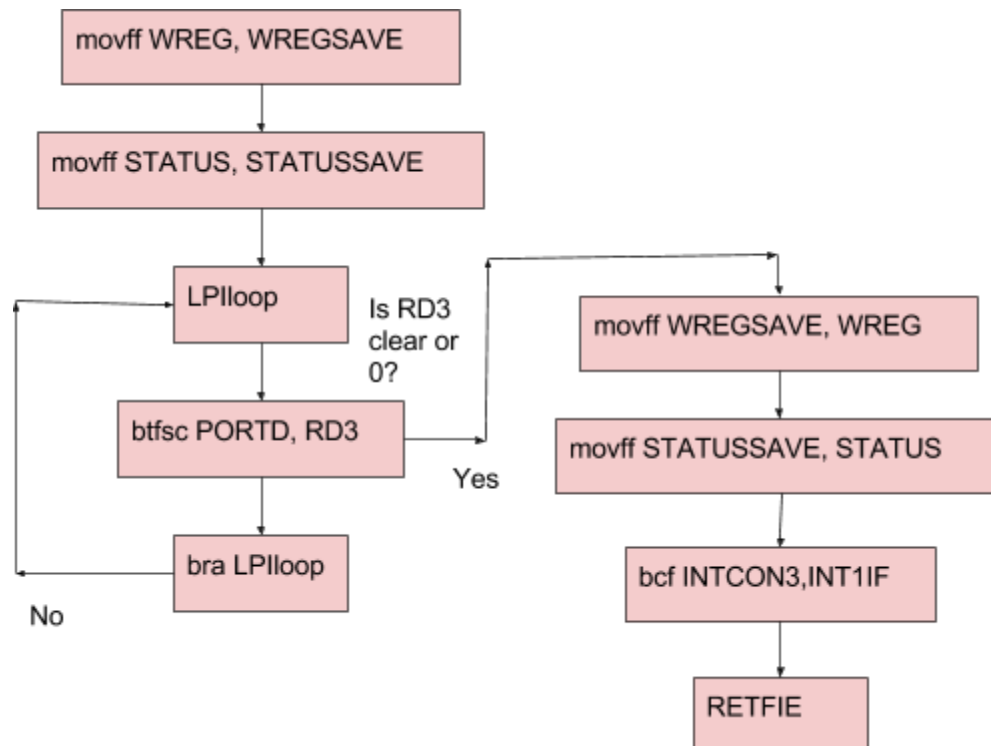 movff WREG, WREGSAVE
movff STATUS, STATUSSAVE
LPIloop
Is RD3
clear or
0?
btfsc PORTD, RD3
Yes
bra LPIloop
No
movff WREGSAVE, WREG
movff STATUSSAVE, STATUS
bcf INTCON3,INT1IF
RETFIE